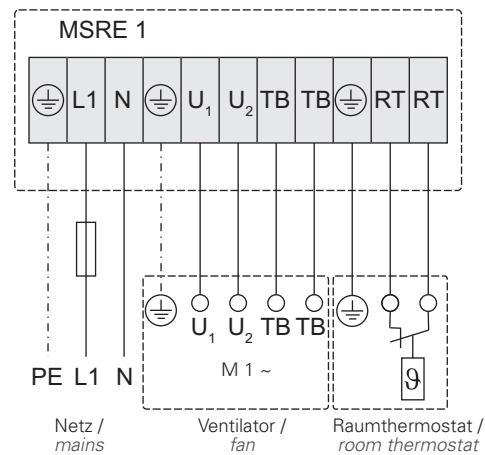 MSRE 1
L1 N U1 U2 TB TB RT RT
U1 U2 TB TB
M 1 ~
ϑ
PE L1 N
Netz / Ventilator / Raumthermostat /
mains fan room thermostat